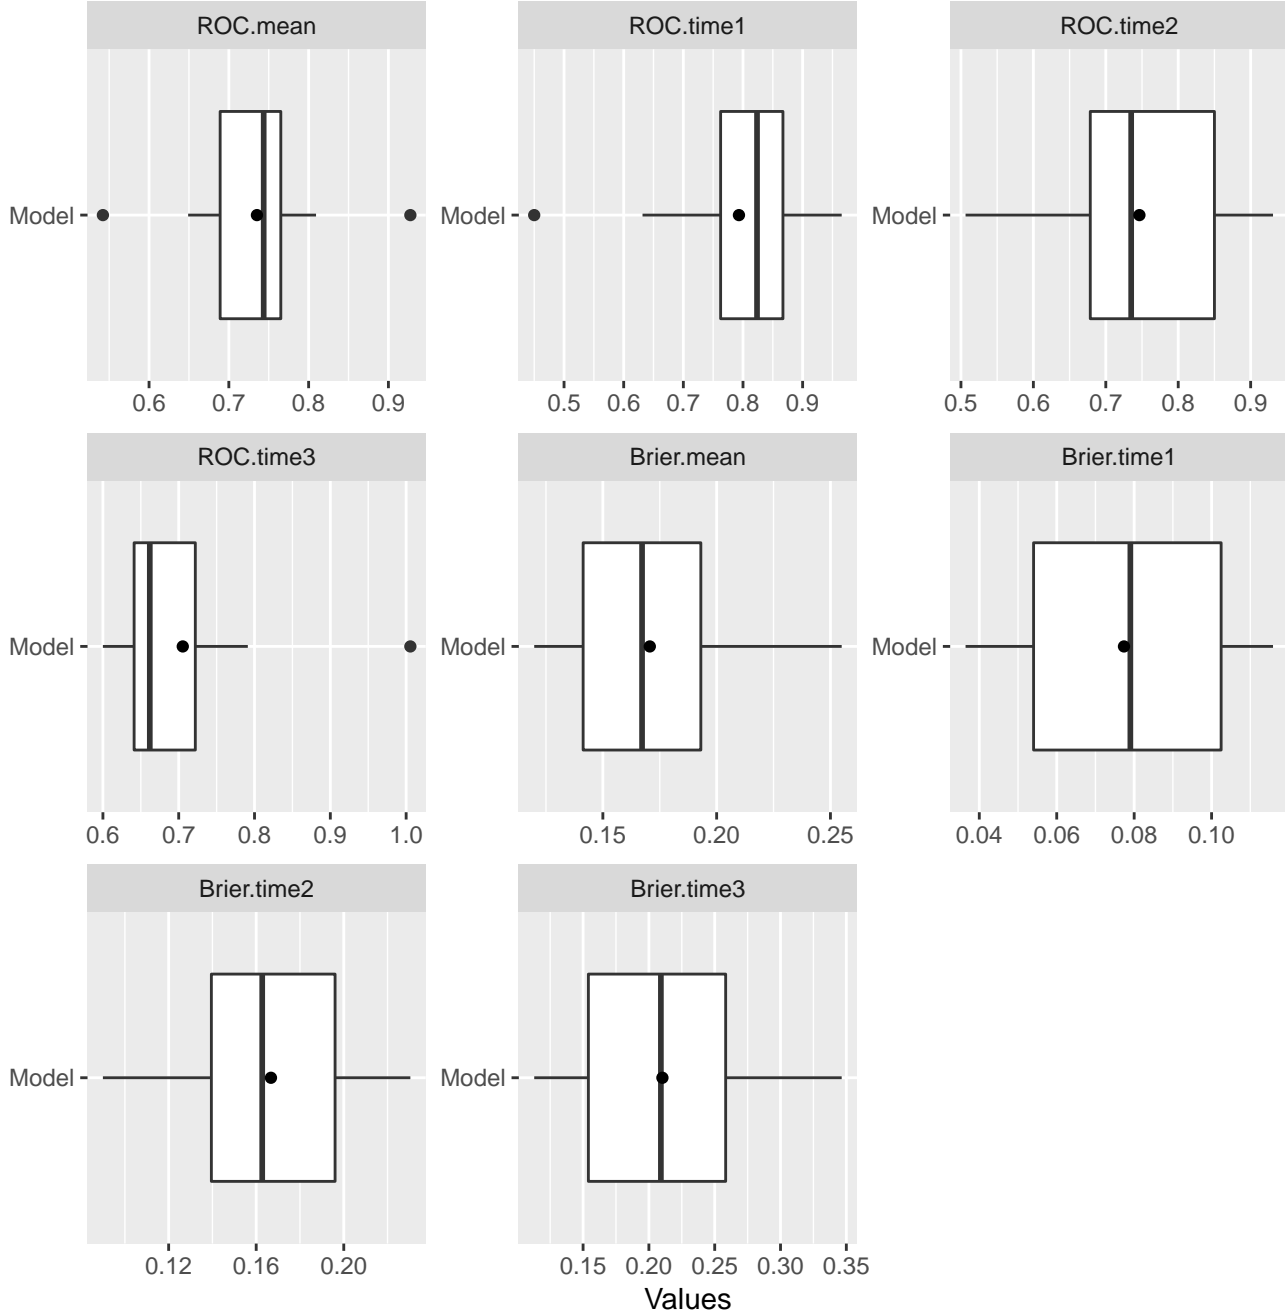 ROC.mean
ROC.time1
ROC.time2
Model
Model
Model
0.6 0.7 0.8 0.9
0.5 0.6 0.7 0.8 0.9
0.5 0.6 0.7 0.8 0.9
ROC.time3
Brier.mean
Brier.time1
Model
Model
Model
0.6 0.7 0.8 0.9 1.0
0.15 0.20 0.25
0.04 0.06 0.08 0.10
Brier.time2
Brier.time3
Model
Model
0.12 0.16 0.20
0.15 0.20 0.25 0.30 0.35
Values